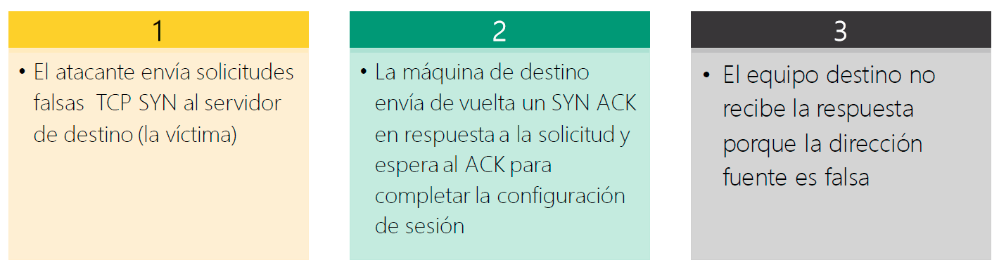 1
• El atacante envía solicitudes
falsas TCP SYN al servidor
de destino (la víctima)
2
• La máquina de destino
envía de vuelta un SYN ACK
en respuesta a la solicitud y
espera al ACK para
completar la configuración
de sesión
3
• El equipo destino no
recibe la respuesta
porque la dirección
fuente es falsa